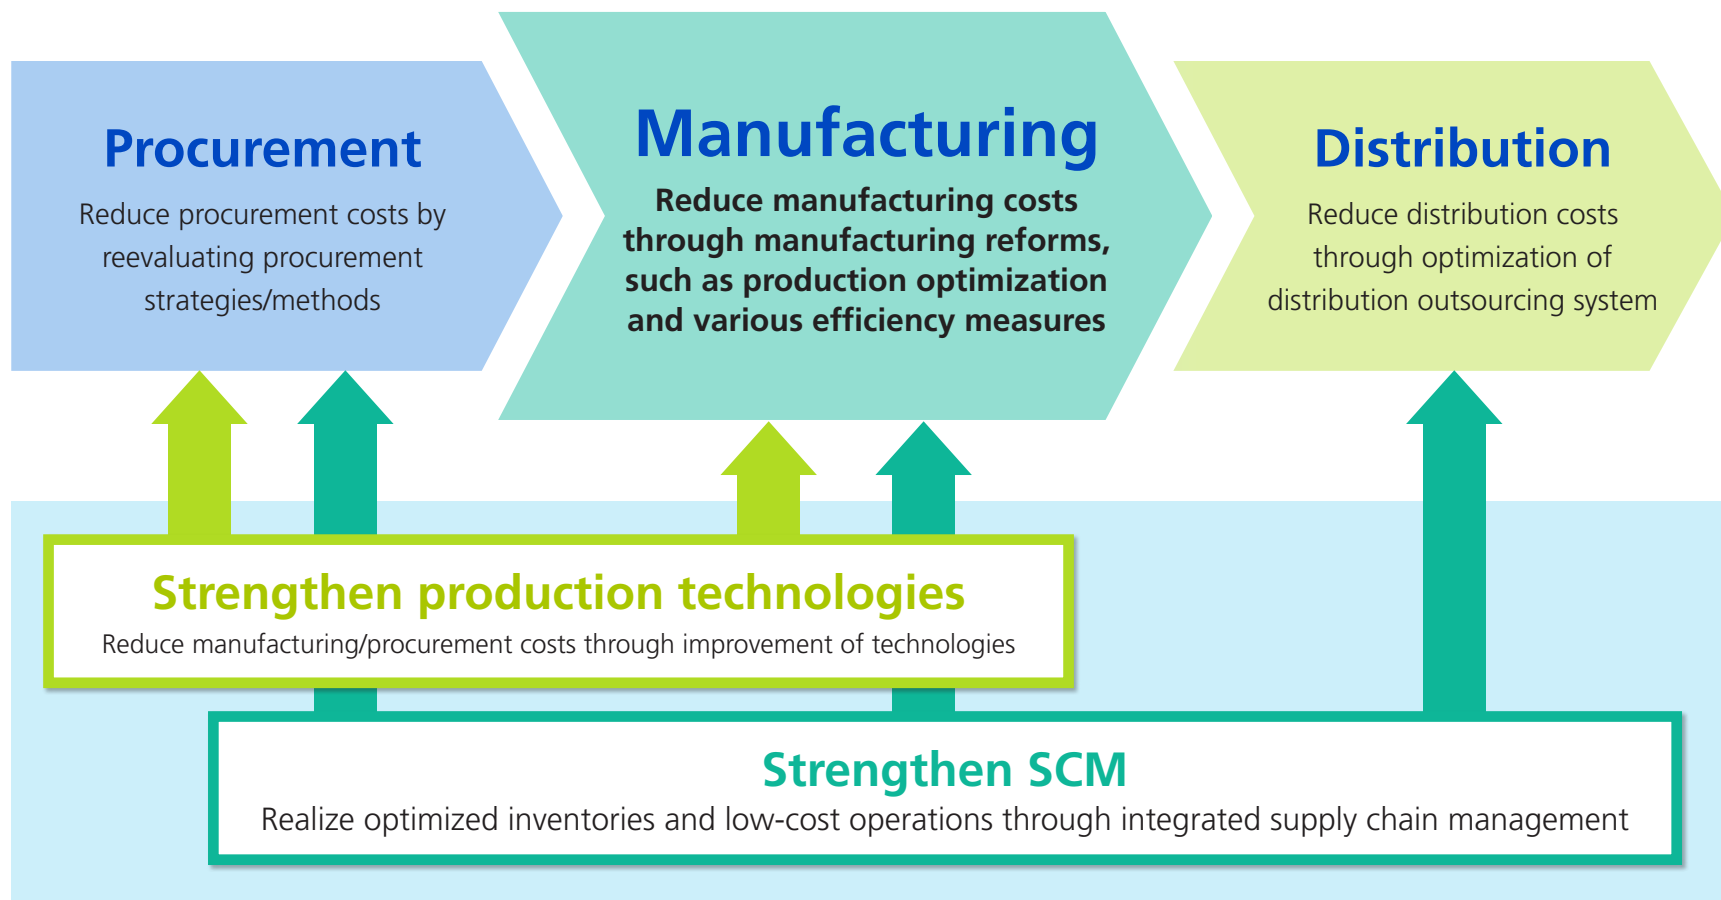 Procurement
Reduce procurement costs by
reevaluating procurement
strategies/methods
Manufacturing
Reduce manufacturing costs
through manufacturing reforms,
such as production optimization
and various efficiency measures
Distribution
Reduce distribution costs
through optimization of
distribution outsourcing system
Strengthen production technologies
Reduce manufacturing/procurement costs through improvement of technologies
Strengthen SCM
Realize optimized inventories and low-cost operations through integrated supply chain management